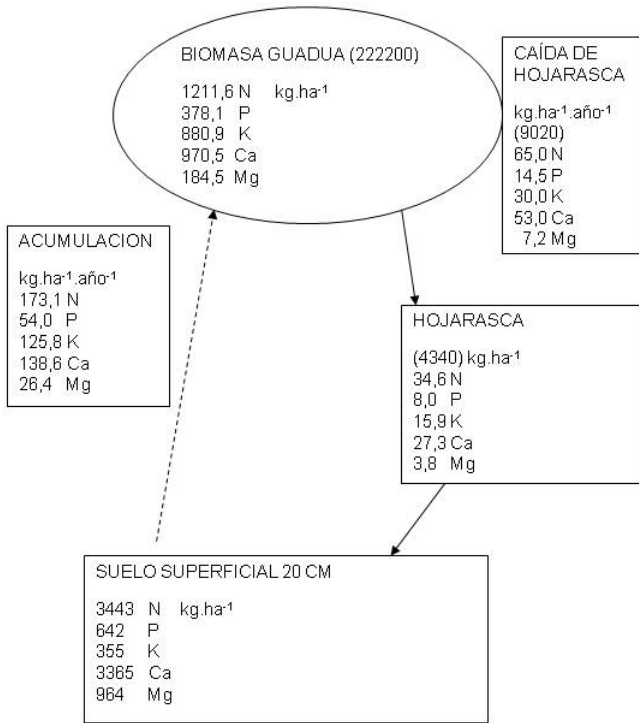 BIOMASA GUADUA (222200)
1211,6 N kg.ha⁻¹
378,1 P
880,9 K
970,5 Ca
184,5 Mg
CAÍDA DE
HOJARASCA
kg.ha⁻¹.año⁻¹
(9020)
65,0 N
14,5 P
30,0 K
53,0 Ca
7,2 Mg
ACUMULACION
kg.ha⁻¹.año⁻¹
173,1 N
54,0 P
125,8 K
138,6 Ca
26,4 Mg
HOJARASCA
(4340) kg.ha⁻¹
34,6 N
8,0 P
15,9 K
27,3 Ca
3,8 Mg
SUELO SUPERFICIAL 20 CM
3443 N kg.ha⁻¹
642 P
355 K
3365 Ca
964 Mg